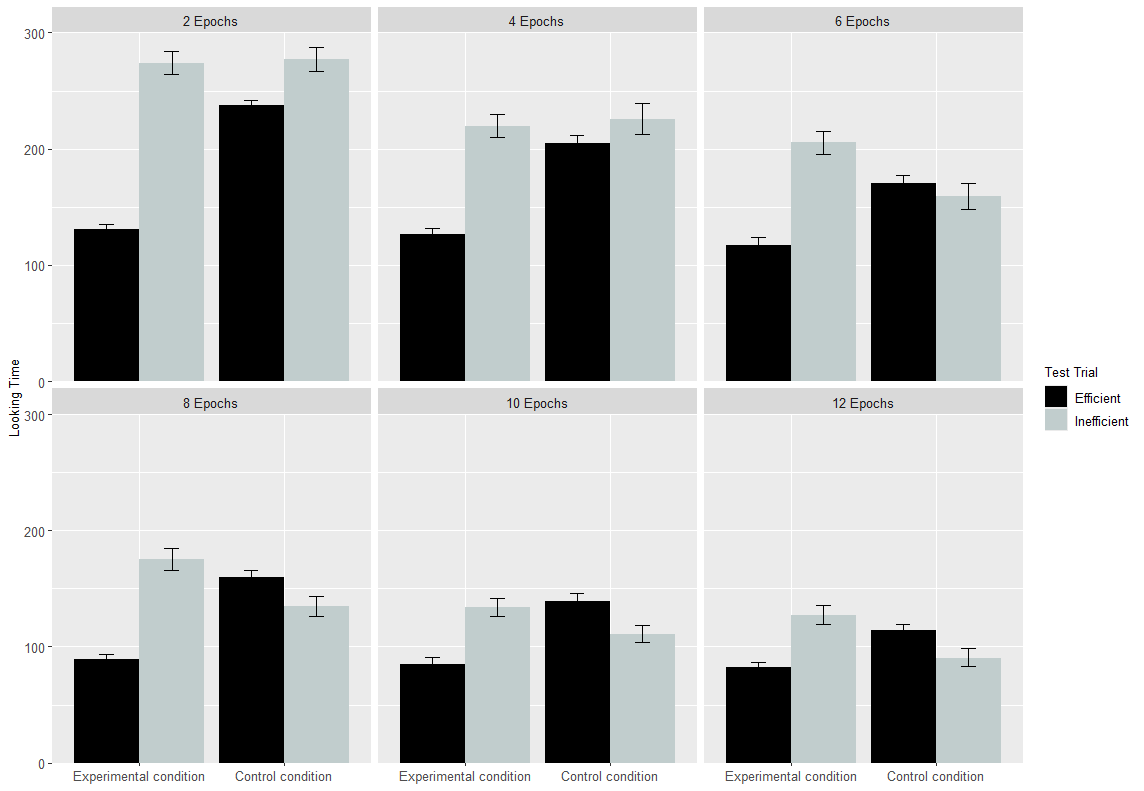 2 Epochs
4 Epochs
6 Epochs
300
200
100
0
Looking Time
8 Epochs
10 Epochs
12 Epochs
300
200
100
0
Experimental condition
Control condition
Experimental condition
Control condition
Experimental condition
Control condition
Test Trial
Efficient
Inefficient